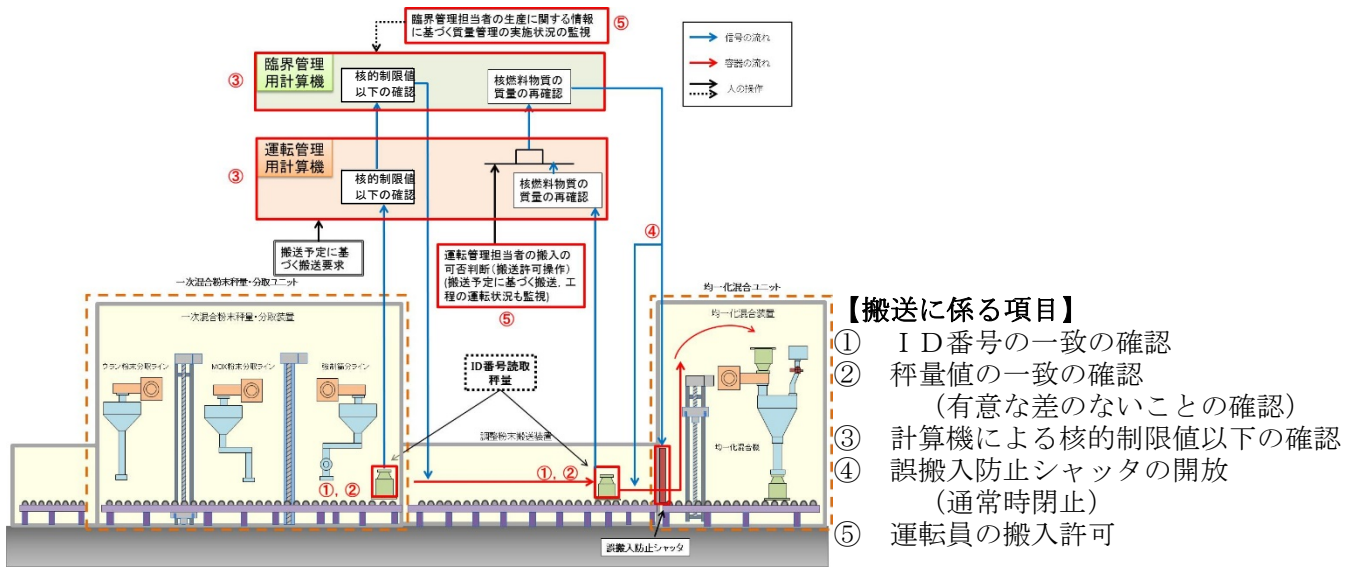 臨界管理担当者の生産に関する情報
に基づく質量管理の実施状況の監視
⑤
信号の流れ
容器の流れ
人の操作
臨界管理
用計算機
③
核的制限値
以下の確認
核燃料物質の
質量の再確認
運転管理
用計算機
③
核的制限値
以下の確認
核燃料物質の
質量の再確認
④
搬送予定に基
づく搬送要求
運転管理担当者の搬入の
可否判断(搬送許可操作)
(搬送予定に基づく搬送、工
程の運転状況も監視)
⑤
一次混合粉末秤量・分取ユニット
均一化混合ユニット
一次混合粉末秤量・分取装置
均一化混合装置
ウラン粉末分取ライン
MOX粉末分取ライン
ID番号読取
秤量
調整粉末搬送装置
均一化混合機
①, ②
①, ②
誤搬入防止シャッタ
【搬送に係る項目】
① ID番号の一致の確認
② 秤量値の一致の確認
(有意な差のないことの確認)
③ 計算機による核的制限値以下の確認
④ 誤搬入防止シャッタの開放
(通常時閉止)
⑤ 運転員の搬入許可